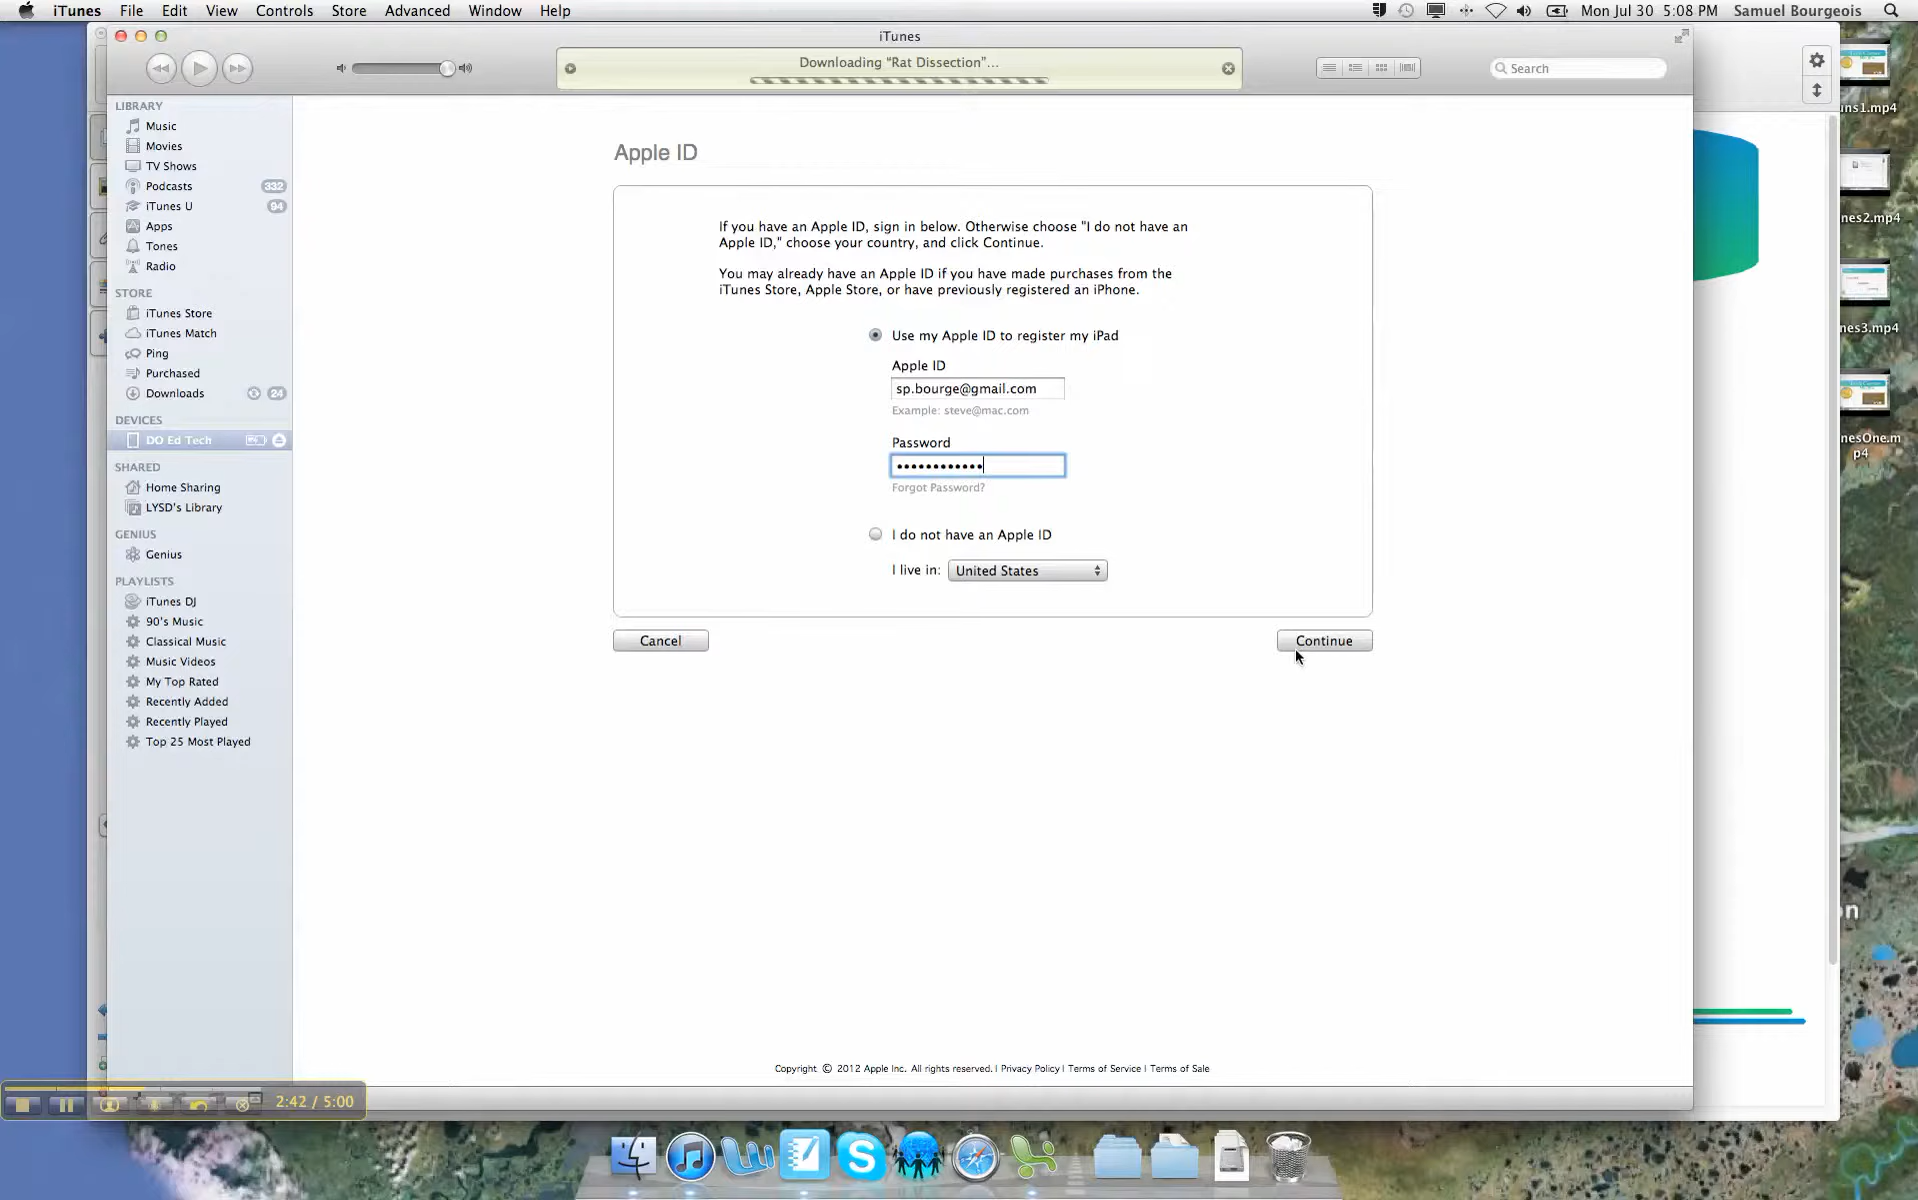 iTunes File Edit View Controls Store Advanced Window Help Mon Jul 30 5:08 PM Samuel Bourgeois
iTunes
Downloading “Rat Dissection”...
Search
LIBRARY
Music
Movies
TV Shows
Podcasts 332
iTunes U 94
Apps
Tones
Radio
STORE
iTunes Store
iTunes Match
Ping
Purchased
Downloads 24
DEVICES
DO Ed Tech
SHARED
Home Sharing
LYSD's Library
GENIUS
Genius
PLAYLISTS
iTunes DJ
90's Music
Classical Music
Music Videos
My Top Rated
Recently Added
Recently Played
Top 25 Most Played
Apple ID
If you have an Apple ID, sign in below. Otherwise choose "I do not have an
Apple ID," choose your country, and click Continue.
You may already have an Apple ID if you have made purchases from the
iTunes Store, Apple Store, or have previously registered an iPhone.
Use my Apple ID to register my iPad
Apple ID
sp.bourge@gmail.com
Example: steve@mac.com
Password
••••••••••••
Forgot Password?
I do not have an Apple ID
I live in: United States
Cancel Continue
Copyright © 2012 Apple Inc. All rights reserved. | Privacy Policy | Terms of Service | Terms of Sale
2:42 / 5:00
uns1.mp4
nes2.mp4
nes3.mp4
nesOne.m
p4
on